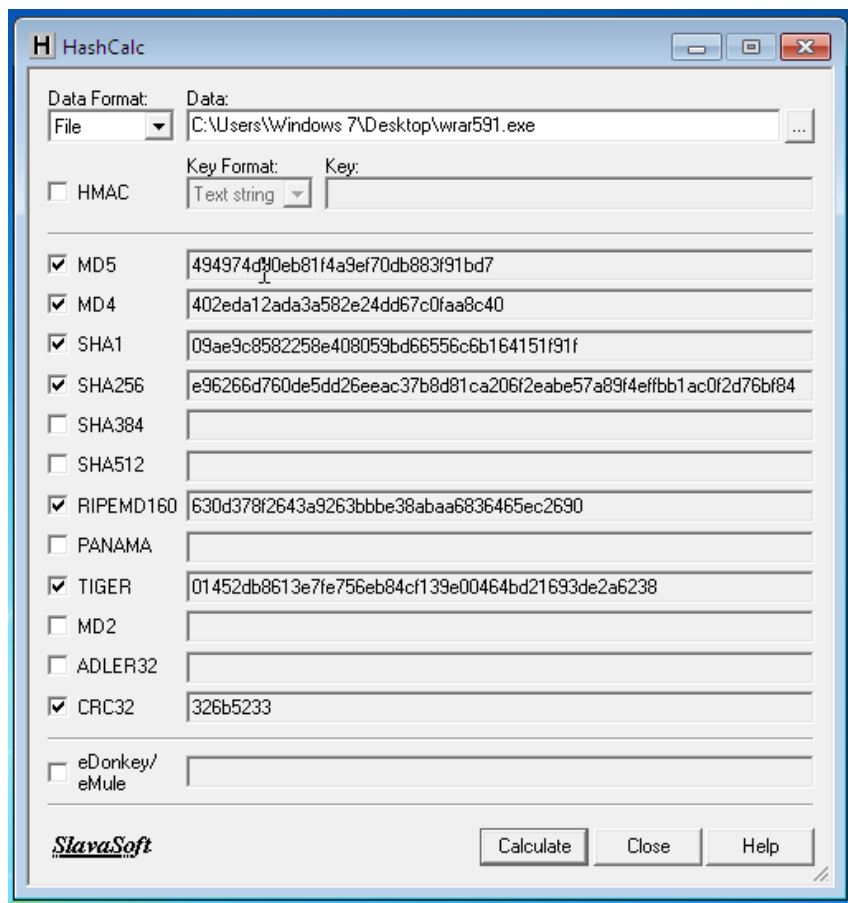 HashCalc
Data Format: Data:
File C:\Users\Windows 7\Desktop\wrar591.exe ...
Key Format: Key:
HMAC Text string
MD5
MD4 402eda12ada3a582e24dd67c0faa8c40
SHA1 09ae9c8582258e408059bd66556c6b164151f91f
SHA256 e96266d760de5dd26eeac37b8d81ca206f2eabe57a89f4effbb1ac0f2d76bf84
SHA384
SHA512
RIPEMD160 630d378f2643a9263bbbe38abaa6836465ec2690
PANAMA
TIGER 01452db8613e7fe756eb84cf139e00464bd21693de2a6238
MD2
ADLER32
CRC32 326b5233
eDonkey/
eMule
SlavaSoft Calculate Close Help